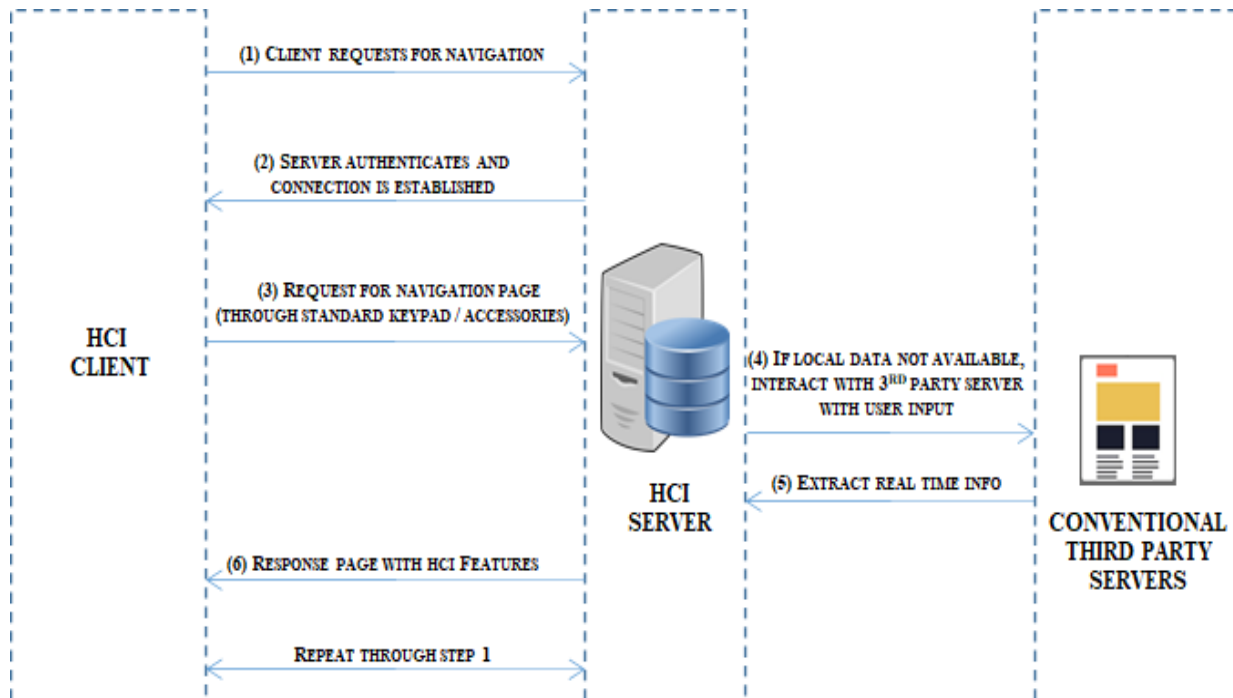 (1) Client requests for navigation
(2) Server authenticates and
connection is established
(3) Request for navigation page
(through standard keypad / accessories)
HCI
CLIENT
(4) If local data not available,
interact with 3RD party server
with user input
(5) Extract real time info
HCI
SERVER
CONVENTIONAL
THIRD PARTY
SERVERS
(6) Response page with hci Features
Repeat through step 1